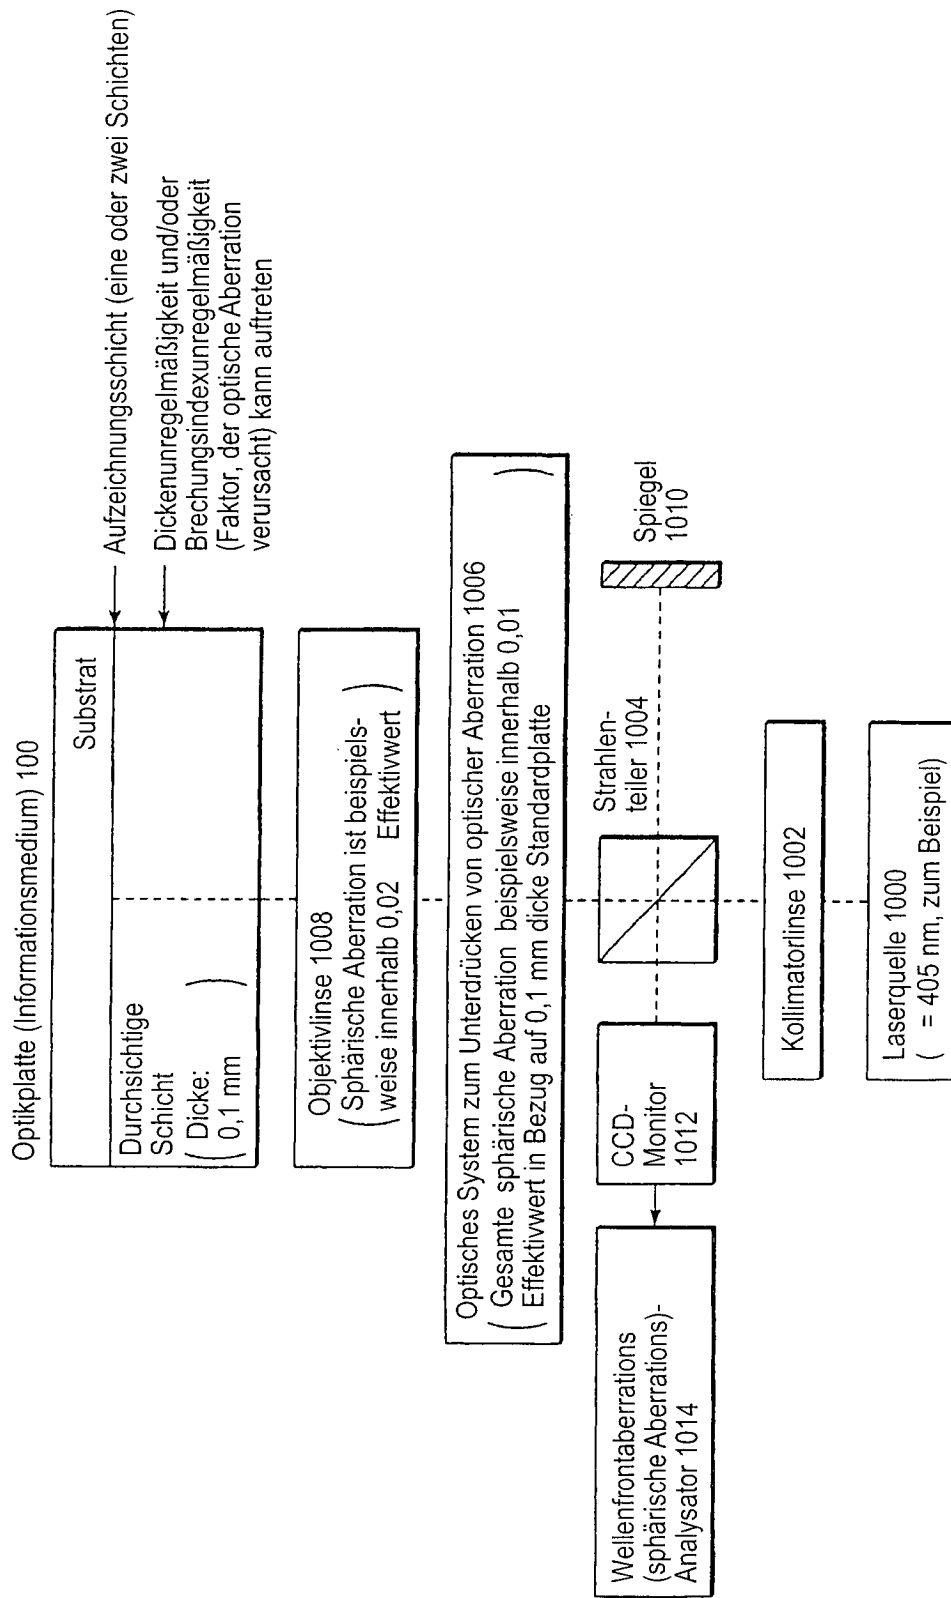 Optikplatte (Informationsmedium) 100
Substrat
Aufzeichnungsschicht (eine oder zwei Schichten)
Durchsichtige
Schicht
( Dicke: )
0,1 mm
Dickenunregelmäßigkeit und/oder
Brechungsindexunregelmäßigkeit
(Faktor, der optische Aberration
verursacht) kann auftreten
Objektivlinse 1008
( Sphärische Aberration ist beispiels- )
weise innerhalb 0,02 Effektivwert
Optisches System zum Unterdrücken von optischer Aberration 1006
( Gesamte sphärische Aberration beispielsweise innerhalb 0,01 )
Effektivwert in Bezug auf 0,1 mm dicke Standardplatte
Strahlen-
teiler 1004
Spiegel
1010
CCD-
Monitor
1012
Wellenfrontaberrations
(sphärische Aberrations)-
Analysator 1014
Kollimatorlinse 1002
Laserquelle 1000
( = 405 nm, zum Beispiel)